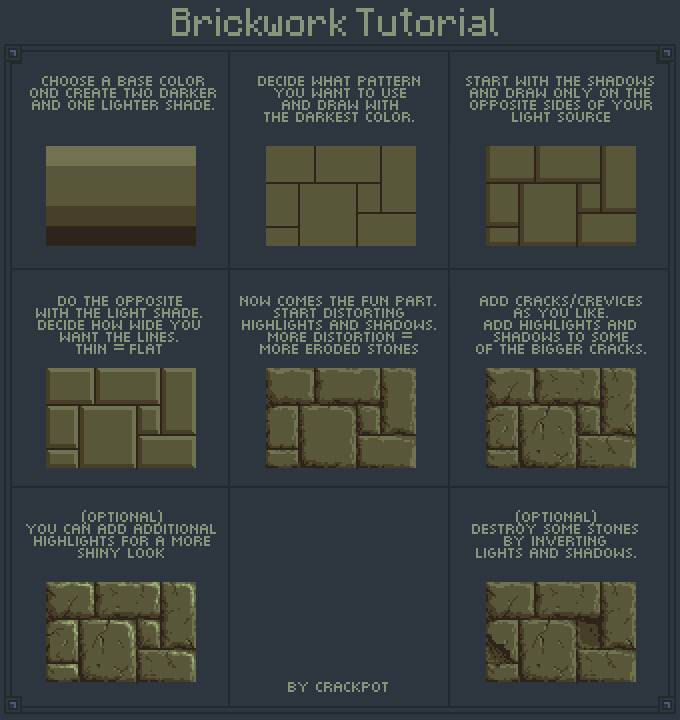 Brickwork Tutorial
CHOOSE A BASE COLOR
OND CREATE TWO DARKER
AND ONE LIGHTER SHADE.
DECIDE WHAT PATTERN
YOU WANT TO USE
AND DRAW WITH
THE DARKEST COLOR.
START WITH THE SHADOWS
AND DRAW ONLY ON THE
OPPOSITE SIDES OF YOUR
LIGHT SOURCE
DO THE OPPOSITE
WITH THE LIGHT SHADE.
DECIDE HOW WIDE YOU
WANT THE LINES.
THIN = FLAT
NOW COMES THE FUN PART.
START DISTORTING
HIGHLIGHTS AND SHADOWS.
MORE DISTORTION =
MORE ERODED STONES
ADD CRACKS/CREVICES
AS YOU LIKE.
ADD HIGHLIGHTS AND
SHADOWS TO SOME
OF THE BIGGER CRACKS.
(OPTIONAL)
YOU CAN ADD ADDITIONAL
HIGHLIGHTS FOR A MORE
SHINY LOOK
BY CRACKPOT
(OPTIONAL)
DESTROY SOME STONES
BY INVERTING
LIGHTS AND SHADOWS.